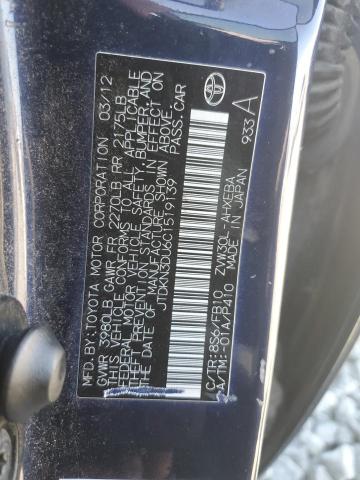 MFD. BY: TOYOTA MOTOR CORPORATION 03/12
GVWR 3980LB GAWR FR 2270LB RR 2175LB
THIS VEHICLE CONFORMS TO ALL APPLICABLE
FEDERAL MOTOR VEHICLE SAFETY, BUMPER, AND
THEFT PREVENTION STANDARDS IN EFFECT ON
THE DATE OF MANUFACTURE SHOWN ABOVE.
JTDKN3DU6C1519139 PASS. CAR
C/TR: 8S6/FB10 ZVW30L-AHXEBA
A/TM: -01A/P410 MADE IN JAPAN
933 A